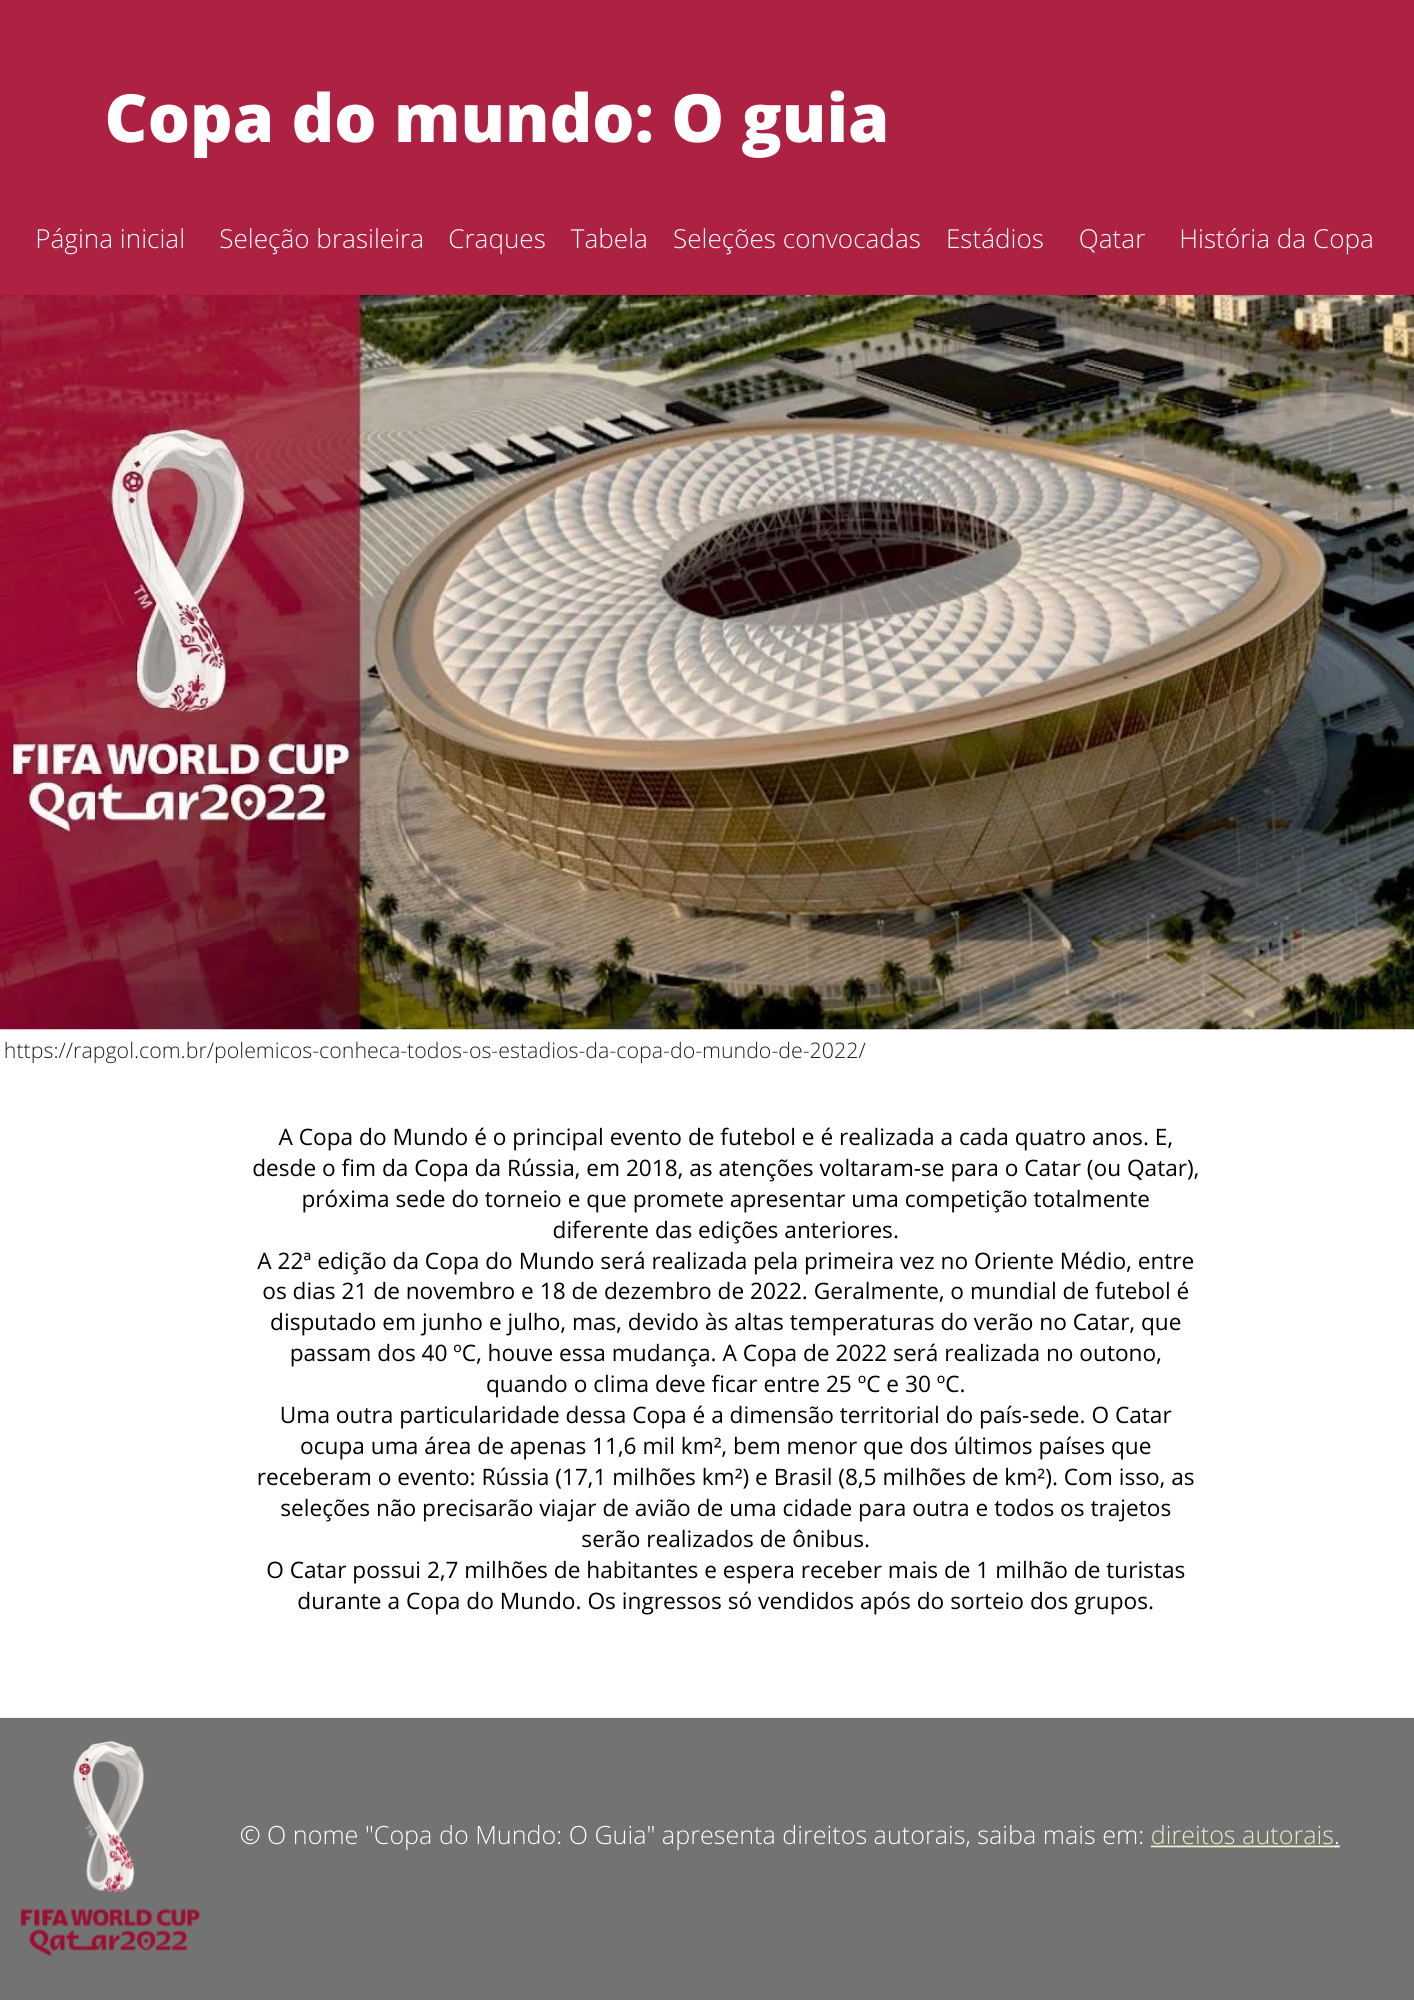 Copa do mundo: O guia
Página inicial Seleção brasileira Craques Tabela Seleções convocadas Estádios Qatar História da Copa
TM
FIFA WORLD CUP
Qatar2022
https://rapgol.com.br/polemicos-conheca-todos-os-estadios-da-copa-do-mundo-de-2022/
A Copa do Mundo é o principal evento de futebol e é realizada a cada quatro anos. E,
desde o fim da Copa da Rússia, em 2018, as atenções voltaram-se para o Catar (ou Qatar),
próxima sede do torneio e que promete apresentar uma competição totalmente
diferente das edições anteriores.
A 22ª edição da Copa do Mundo será realizada pela primeira vez no Oriente Médio, entre
os dias 21 de novembro e 18 de dezembro de 2022. Geralmente, o mundial de futebol é
disputado em junho e julho, mas, devido às altas temperaturas do verão no Catar, que
passam dos 40 ºC, houve essa mudança. A Copa de 2022 será realizada no outono,
quando o clima deve ficar entre 25 ºC e 30 ºC.
Uma outra particularidade dessa Copa é a dimensão territorial do país-sede. O Catar
ocupa uma área de apenas 11,6 mil km², bem menor que dos últimos países que
receberam o evento: Rússia (17,1 milhões km²) e Brasil (8,5 milhões de km²). Com isso, as
seleções não precisarão viajar de avião de uma cidade para outra e todos os trajetos
serão realizados de ônibus.
O Catar possui 2,7 milhões de habitantes e espera receber mais de 1 milhão de turistas
durante a Copa do Mundo. Os ingressos só vendidos após do sorteio dos grupos.
TM
© O nome "Copa do Mundo: O Guia" apresenta direitos autorais, saiba mais em: direitos autorais.
FIFA WORLD CUP
Qatar2022